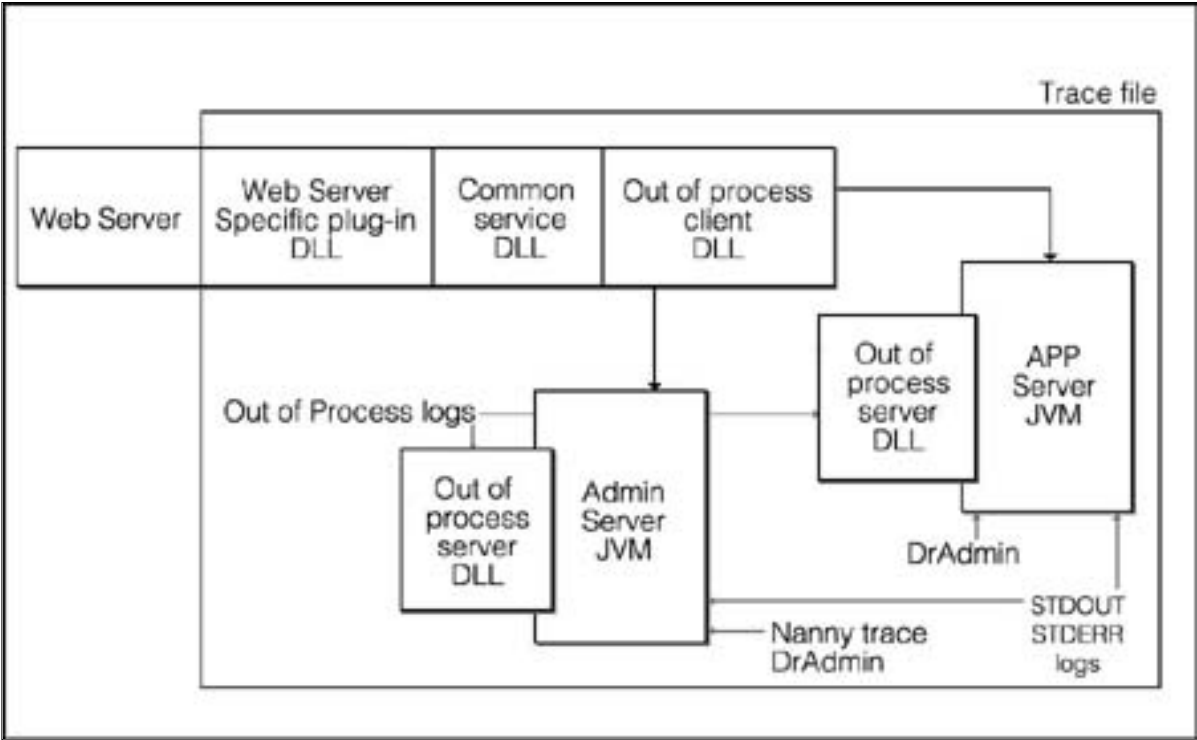 Trace file
Web Server
Web Server
Specific plug-in
DLL
Common
service
DLL
Out of process
client
DLL
Out of
process
server
DLL
APP
Server
JVM
Out of Process logs
Out of
process
server
DLL
Admin
Server
JVM
DrAdmin
STDOUT
STDERR
logs
Nanny trace
DrAdmin